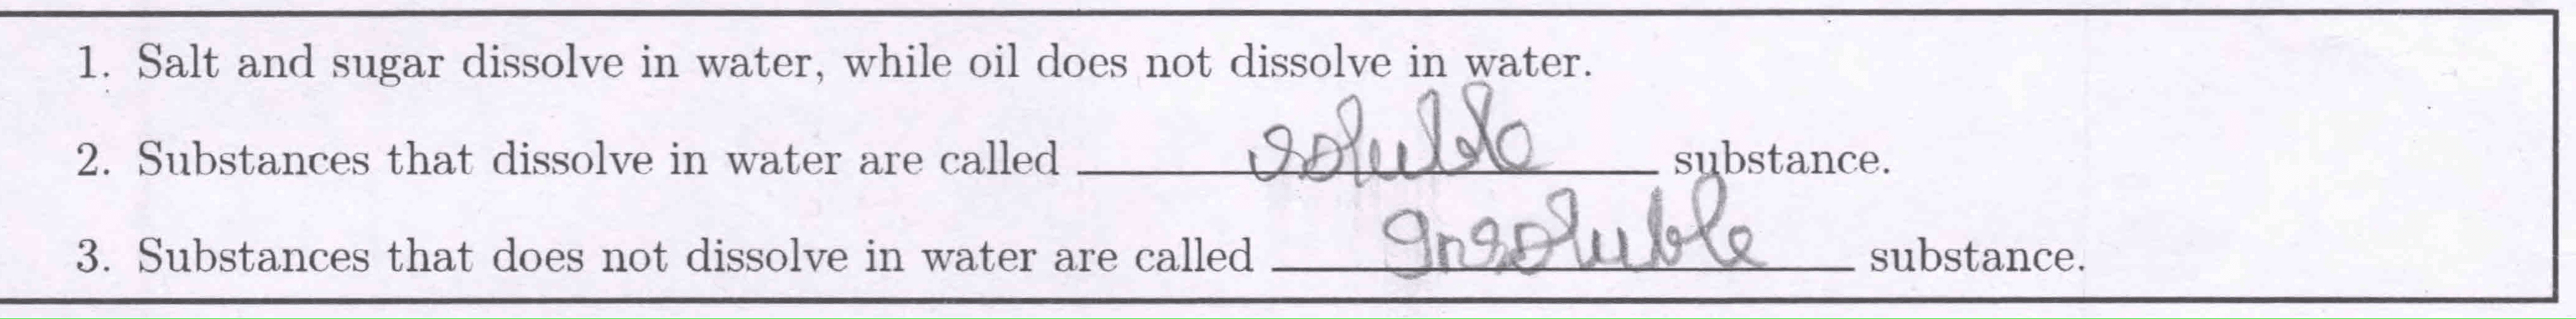 1. Salt and sugar dissolve in water, while oil does not dissolve in water.
2. Substances that dissolve in water are called soluble substance.
3. Substances that does not dissolve in water are called Insoluble substance.